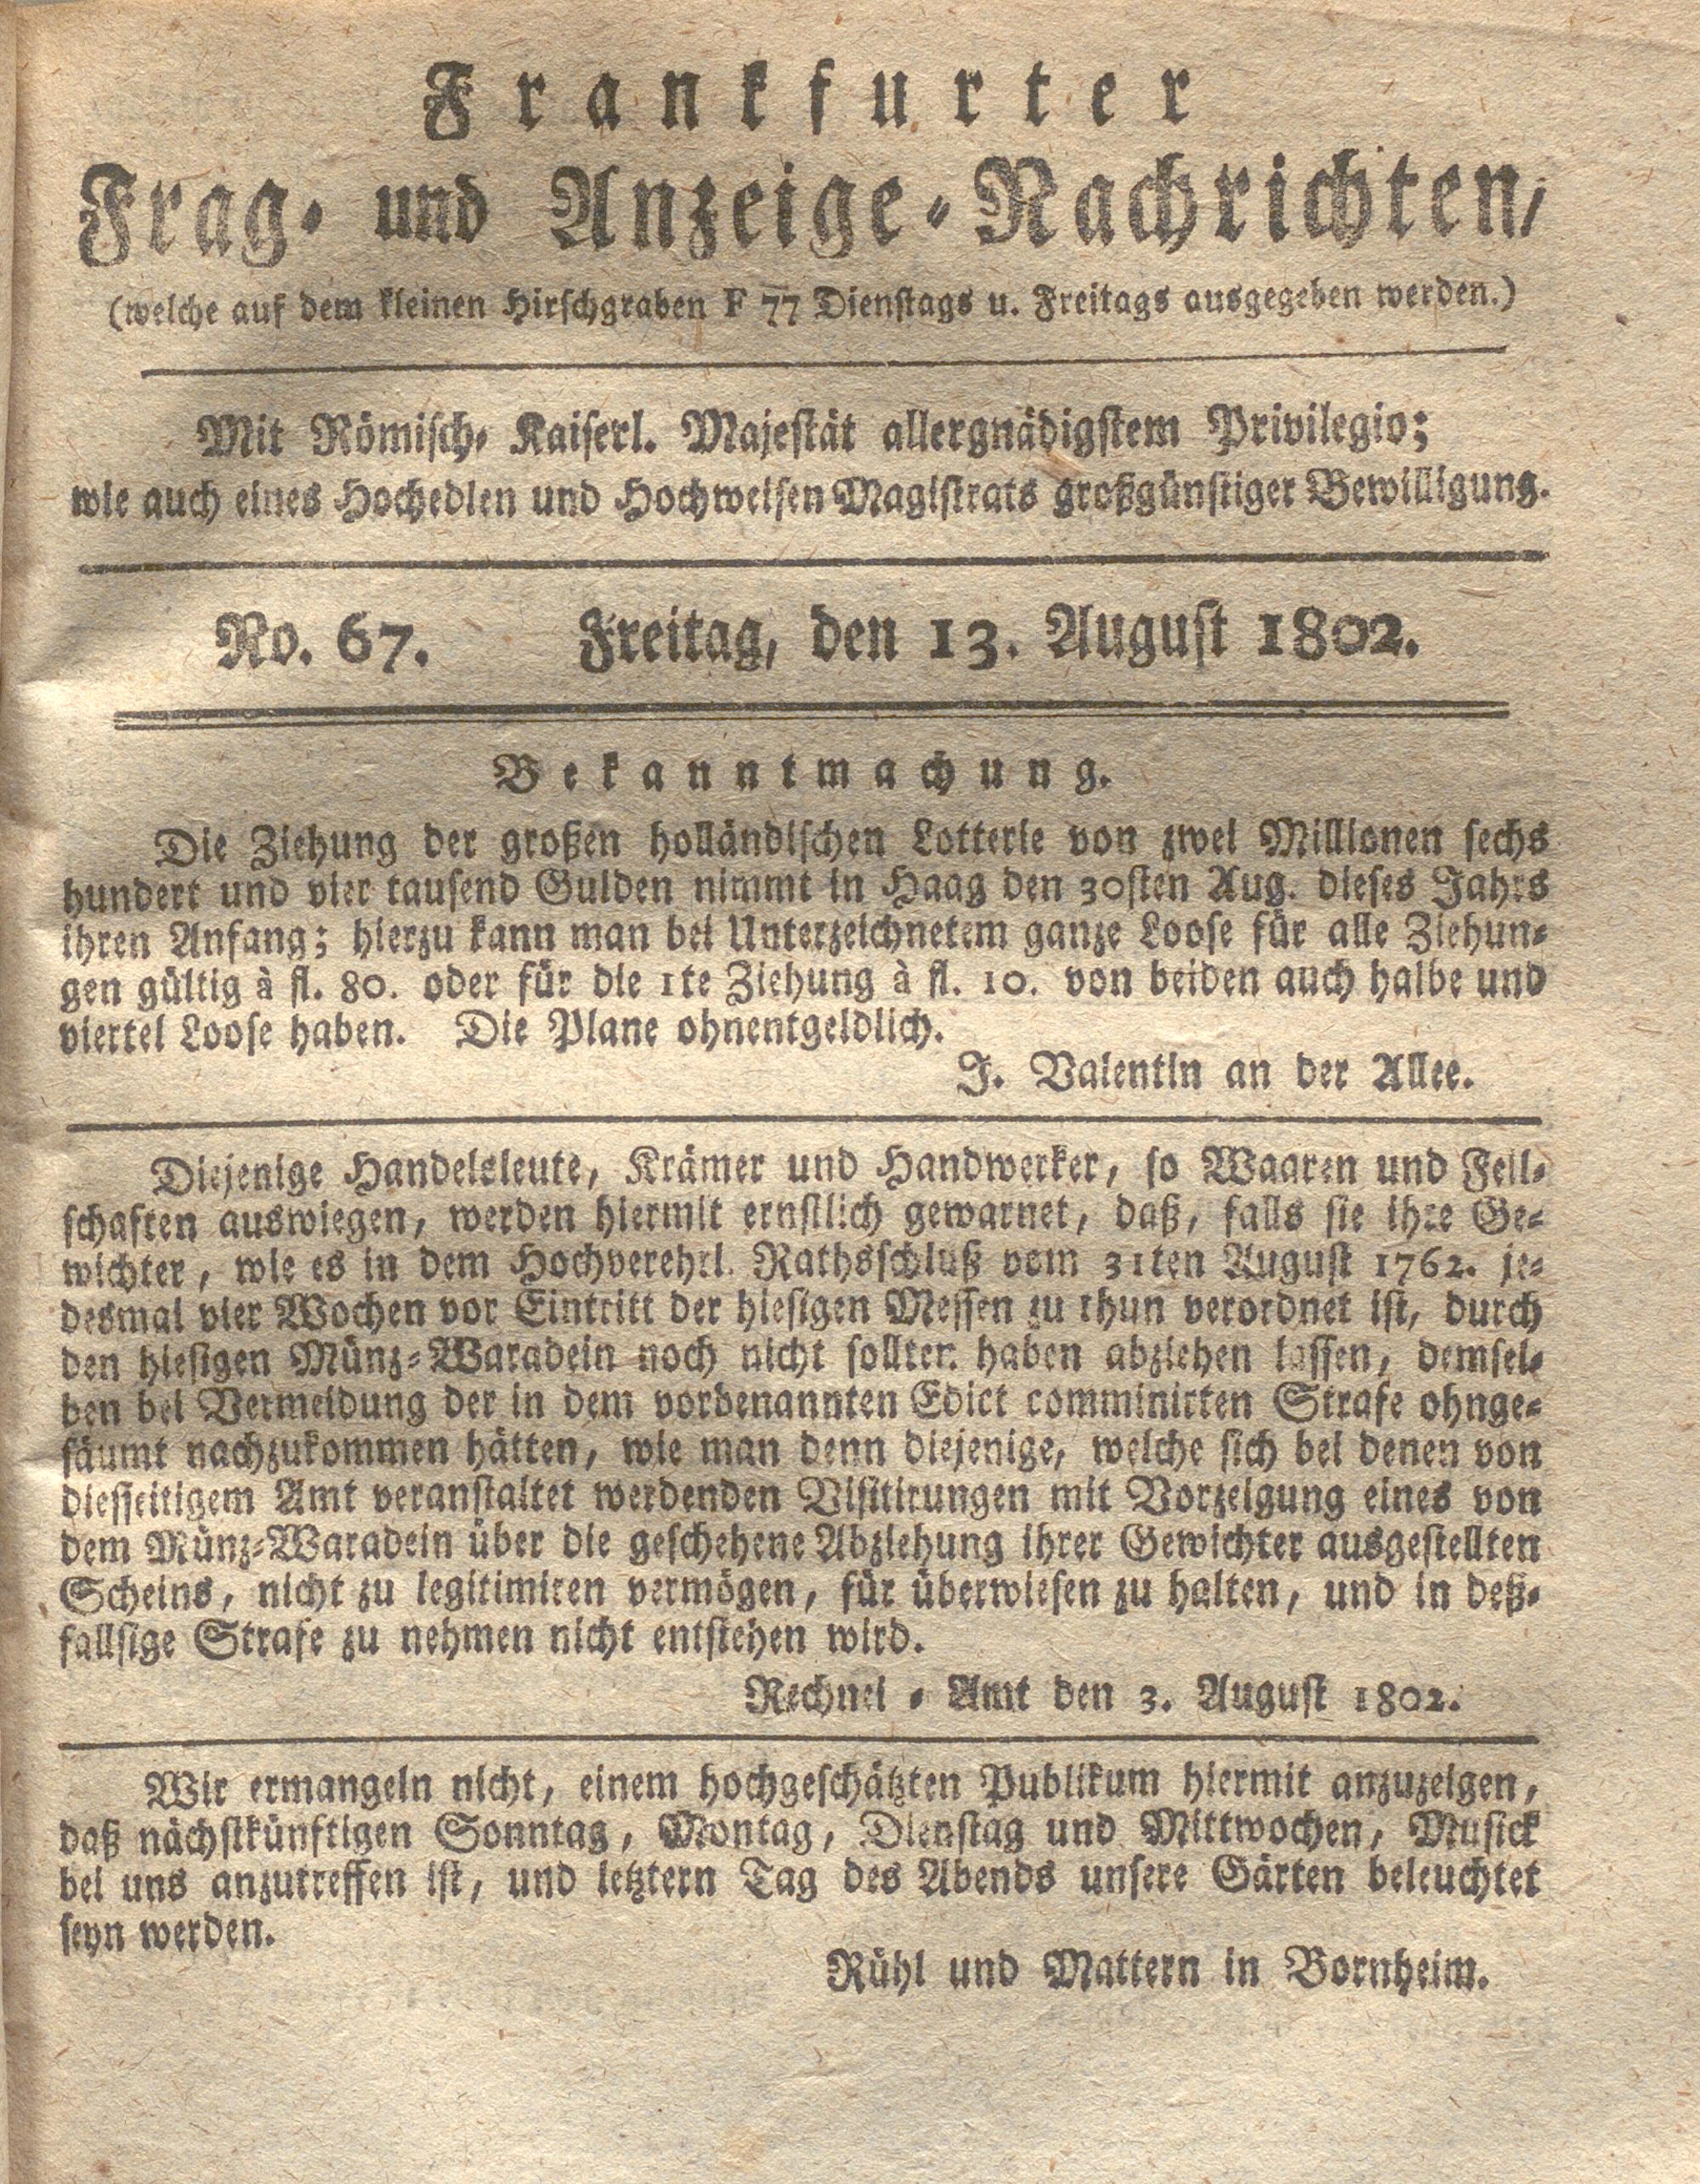 Frankfurter
Frag- und Anzeige-Nachrichten,
(welche auf dem kleinen Hirschgraben F 77 Dienstags u. Freitags ausgegeben werden.)
Mit Römisch- Kaiserl. Majestät allergnädigstem Privilegio;
wie auch eines Hochedlen und Hochweisen Magistrats großgünstiger Bewilligung.
No. 67. Freitag, den 13. August 1802.
Bekanntmachung.
Die Ziehung der großen holländischen Lotterie von zwei Millionen sechs
hundert und vier tausend Gulden nimmt in Haag den 30sten Aug. dieses Jahrs
ihren Anfang; hierzu kann man bei Unterzeichnetem ganze Loose für alle Ziehun-
gen gültig à fl. 80. oder für die 1te Ziehung à fl. 10. von beiden auch halbe und
viertel Loose haben. Die Plane ohnentgeldlich.
J. Valentin an der Allee.
Diejenige Handelsleute, Krämer und Handwerker, so Waaren und Feil-
schaften auswiegen, werden hiermit ernstlich gewarnet, daß, falls sie ihre Ge-
wichter, wie es in dem Hochverehrl. Rathsschluß vom 31ten August 1762. je-
desmal vier Wochen vor Eintritt der hiesigen Messen zu thun verordnet ist, durch
den hiesigen Münz-Waradein noch nicht sollten haben abziehen lassen, demsel-
ben bei Vermeidung der in dem vorbenannten Edict comminirten Strafe ohnge-
säumt nachzukommen hätten, wie man denn diejenige, welche sich bei denen von
diesseitigem Amt veranstaltet werdenden Visitirungen mit Vorzeigung eines von
dem Münz-Waradein über die geschehene Abziehung ihrer Gewichter ausgestellten
Scheins, nicht zu legitimiren vermögen, für überwiesen zu halten, und in deß-
fallsige Strafe zu nehmen nicht entstehen wird.
Rechnei - Amt den 3. August 1802.
Wir ermangeln nicht, einem hochgeschätzten Publikum hiermit anzuzeigen,
daß nächstkünftigen Sonntag, Montag, Dienstag und Mittwochen, Musick
bei uns anzutreffen ist, und letztern Tag des Abends unsere Gärten beleuchtet
seyn werden.
Rühl und Mattern in Bornheim.